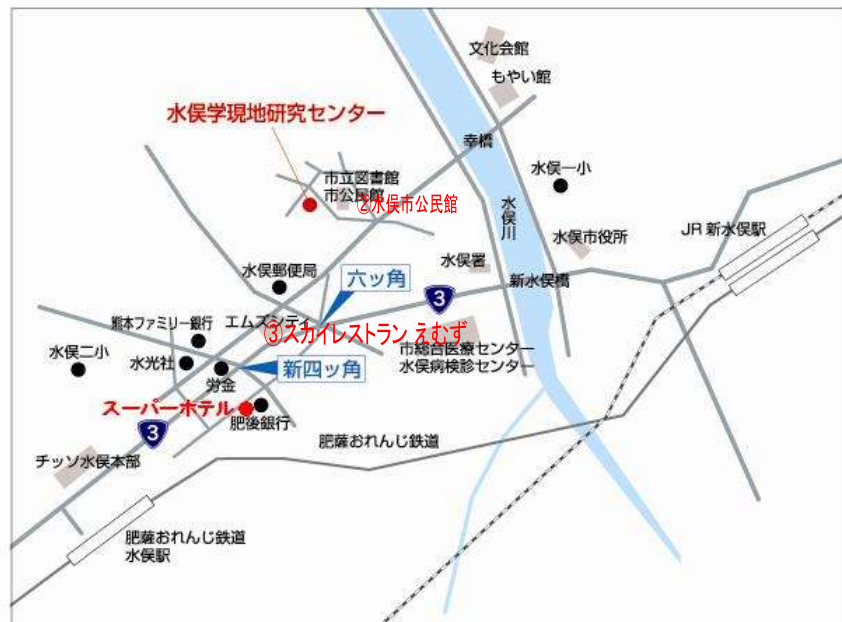 文化会館
もやい館
水俣学現地研究センター
幸橋
水俣一小
市立図書館
市公民館
②水俣市公民館
水俣川
水俣市役所
JR 新水俣駅
水俣署
新水俣橋
水俣郵便局
六ッ角
3
熊本ファミリー銀行
エムズシティ
③スカイレストラン えむず
水俣二小
水光社
労金
新四ッ角
市総合医療センター
水俣病検診センター
スーパーホテル
肥後銀行
3
肥薩おれんじ鉄道
チッソ水俣本部
肥薩おれんじ鉄道
水俣駅